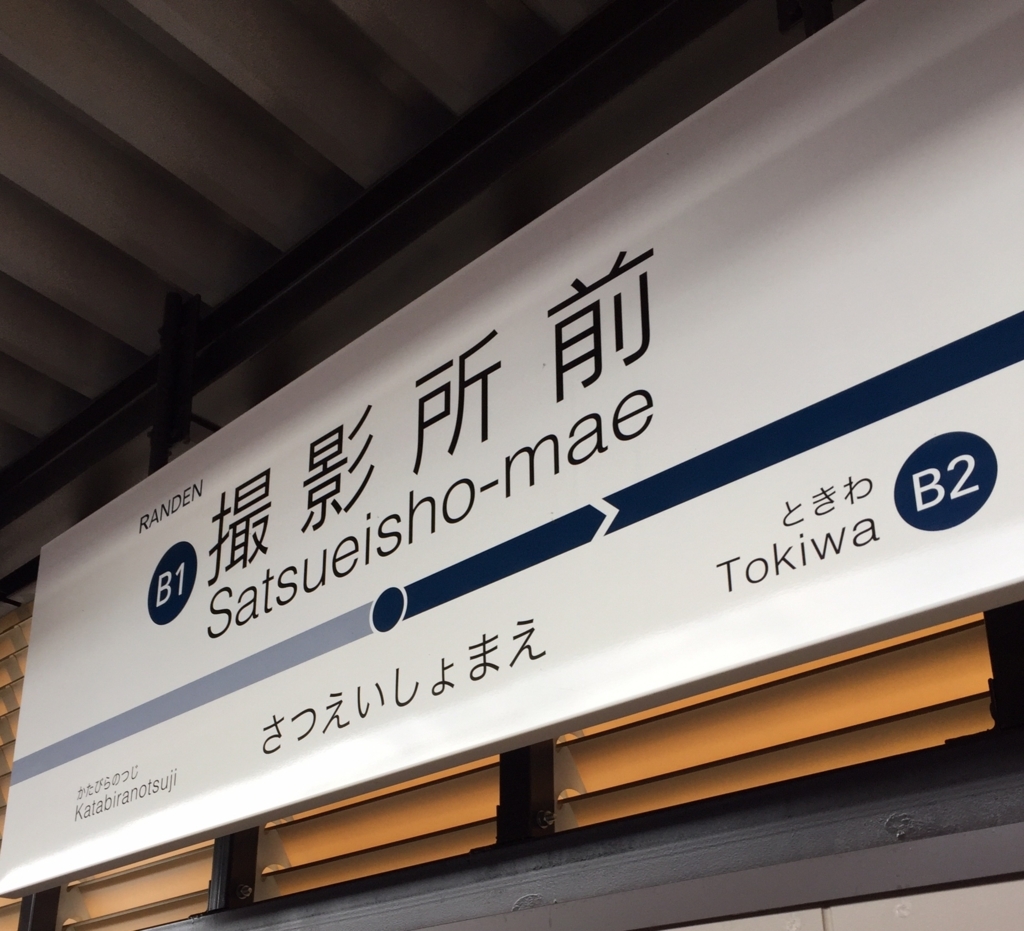 RANDEN
B1
撮影所前
Satsueisho-mae
ときわ
Tokiwa
B2
さつえいしょまえ
かたびらのつじ
Katabiranotsuji